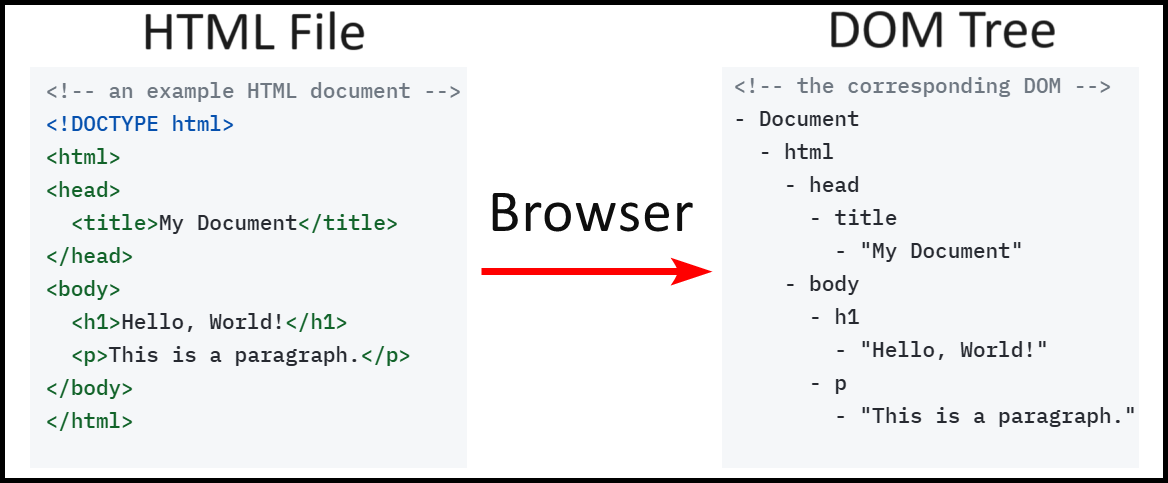 HTML File
<!-- an example HTML document -->
<!DOCTYPE html>
<html>
<head>
  <title>My Document</title>
</head>
<body>
  <h1>Hello, World!</h1>
  <p>This is a paragraph.</p>
</body>
</html>
Browser
DOM Tree
<!-- the corresponding DOM -->
- Document
  - html
    - head
      - title
        - "My Document"
    - body
      - h1
        - "Hello, World!"
      - p
        - "This is a paragraph."